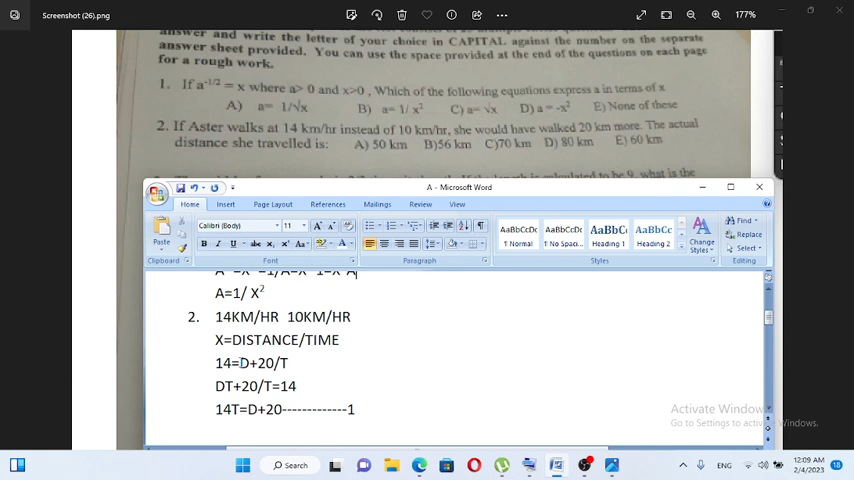 Screenshot (26).png
177%
answer and write the letter of your choice in CAPITAL against the number on the separate
answer sheet provided. You can use the space provided at the end of the questions on each page
for a rough work.
1. If a⁻¹/² = x where a> 0 and x>0 , Which of the following equations express a in terms of x
A) a= 1/√x B) a= 1/ x² C) a= √x D) a = -x² E) None of these
2. If Aster walks at 14 km/hr instead of 10 km/hr, she would have walked 20 km more. The actual
distance she travelled is: A) 50 km B)56 km C)70 km D) 80 km E) 60 km
A - Microsoft Word
Home Insert Page Layout References Mailings Review View
Calibri (Body) 11
Paste
Clipboard Font Paragraph Styles Editing
AaBbCcDc AaBbCcDc AaBbCc AaBbCc
1 Normal 1 No Spaci... Heading 1 Heading 2
Change
Styles
Find
Replace
Select
A=1/ X²
2. 14KM/HR 10KM/HR
X=DISTANCE/TIME
14=D+20/T
DT+20/T=14
14T=D+20-------------1
Activate Windows
Go to Settings to activate Windows.
Search
ENG
12:09 AM
2/4/2023
18